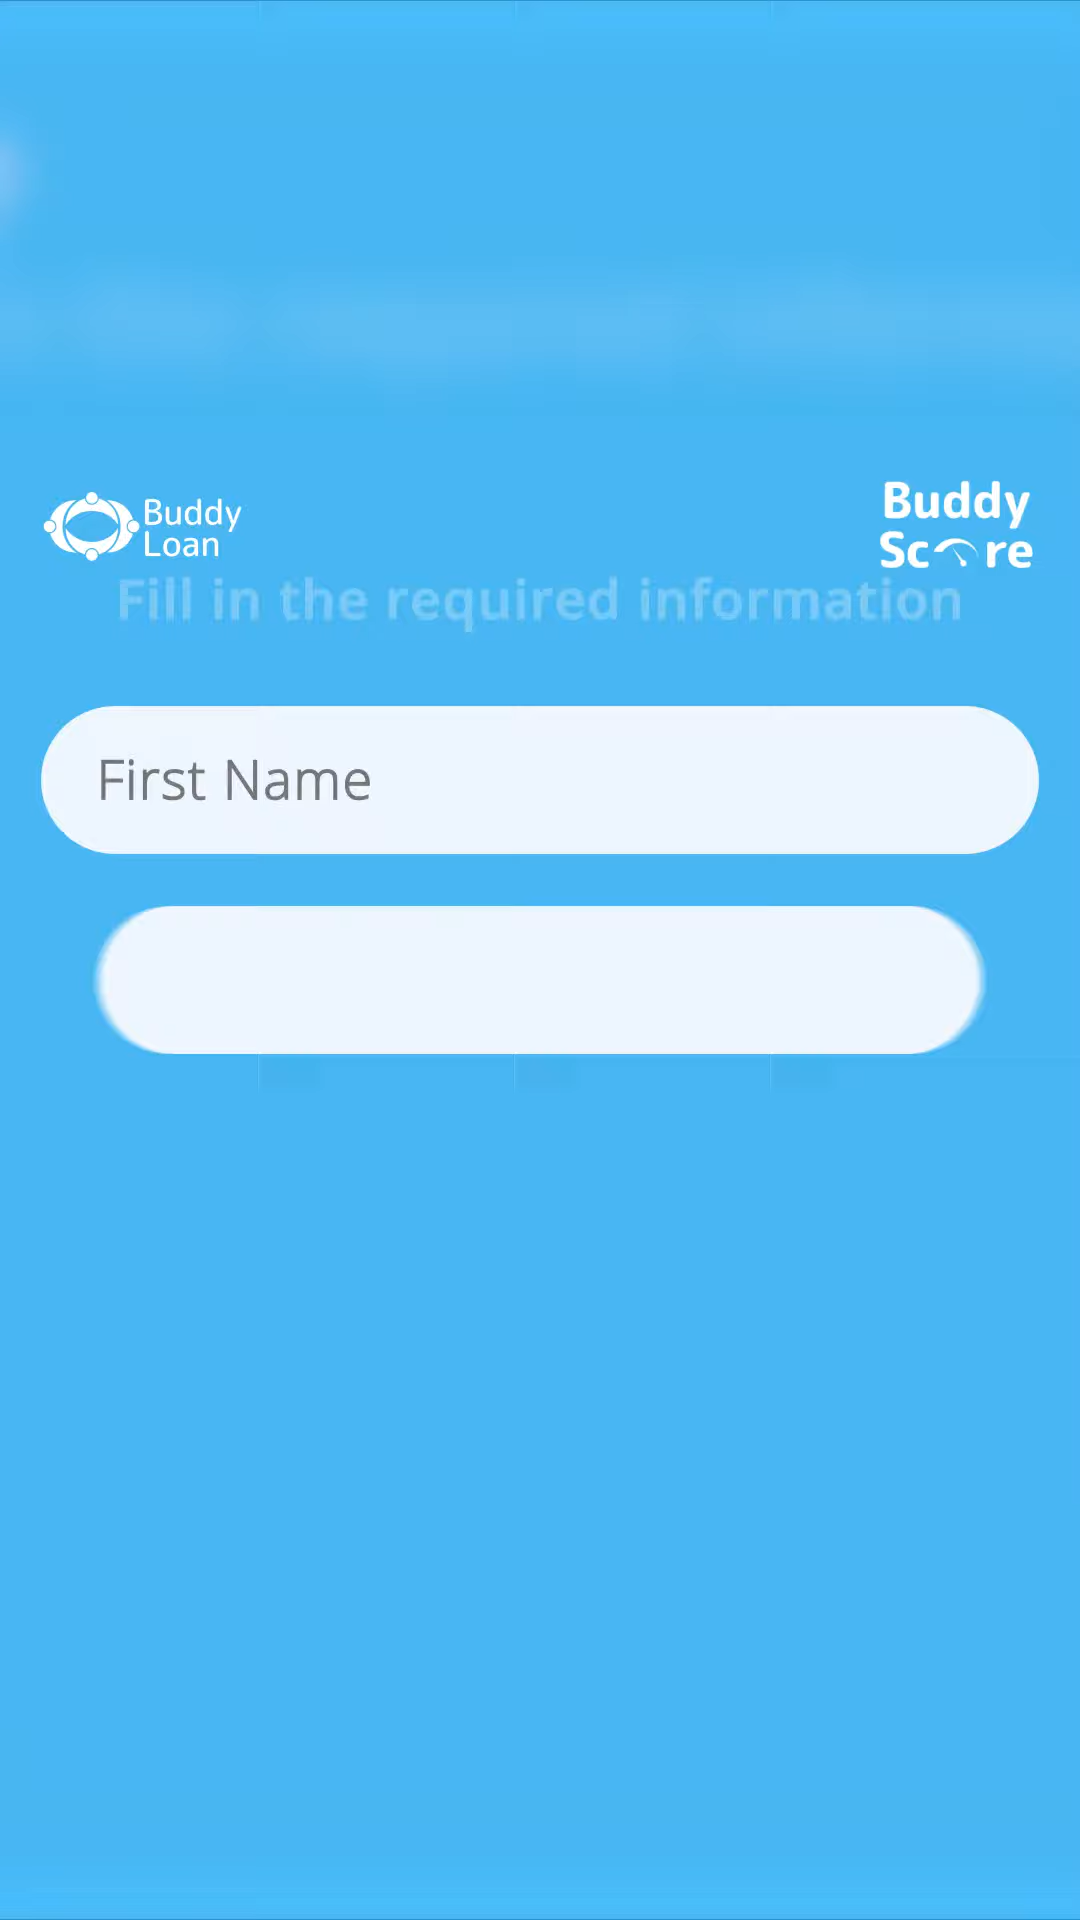 Buddy
Loan
Buddy
Score
Fill in the required information
First Name